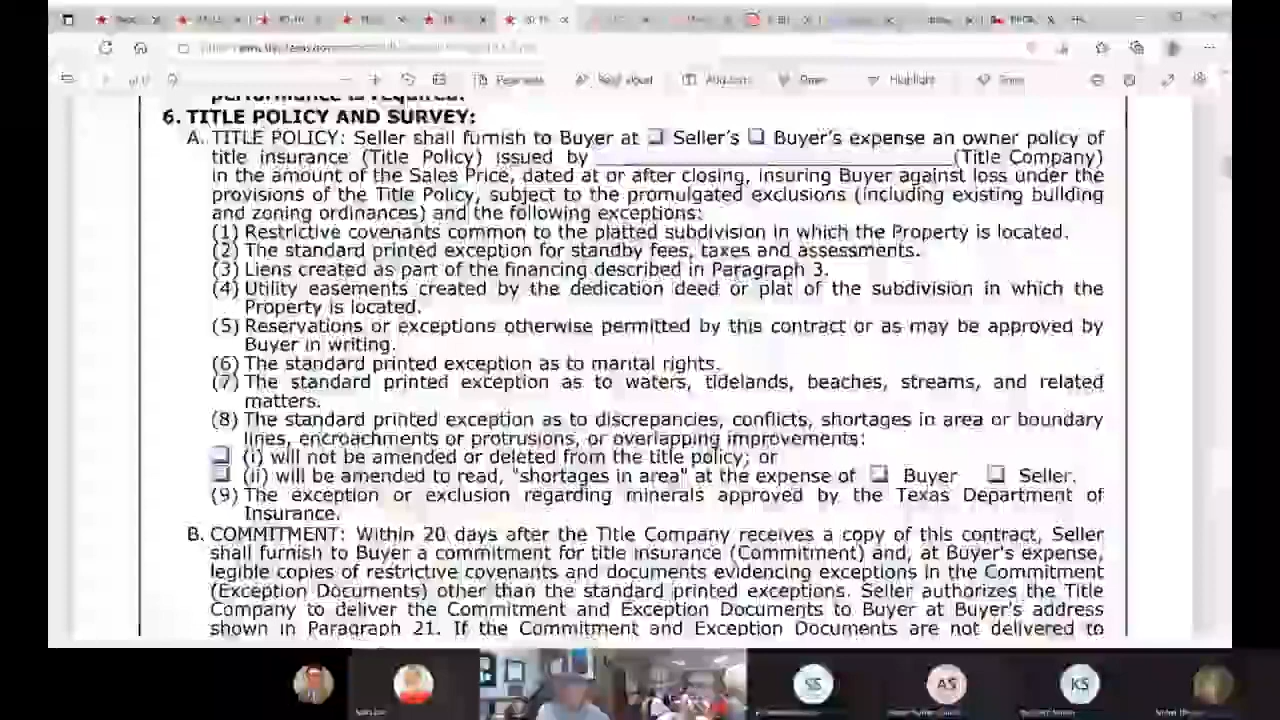 performance is required.
6. TITLE POLICY AND SURVEY:
A. TITLE POLICY: Seller shall furnish to Buyer at ❑ Seller's ❑ Buyer's expense an owner policy of
title insurance (Title Policy) issued by ______________________ (Title Company)
in the amount of the Sales Price, dated at or after closing, insuring Buyer against loss under the
provisions of the Title Policy, subject to the promulgated exclusions (including existing building
and zoning ordinances) and the following exceptions:
(1) Restrictive covenants common to the platted subdivision in which the Property is located.
(2) The standard printed exception for standby fees, taxes and assessments.
(3) Liens created as part of the financing described in Paragraph 3.
(4) Utility easements created by the dedication deed or plat of the subdivision in which the
Property is located.
(5) Reservations or exceptions otherwise permitted by this contract or as may be approved by
Buyer in writing.
(6) The standard printed exception as to marital rights.
(7) The standard printed exception as to waters, tidelands, beaches, streams, and related
matters.
(8) The standard printed exception as to discrepancies, conflicts, shortages in area or boundary
lines, encroachments or protrusions, or overlapping improvements:
❑ (i) will not be amended or deleted from the title policy; or
❑ (ii) will be amended to read, "shortages in area" at the expense of ❑ Buyer ❑ Seller.
(9) The exception or exclusion regarding minerals approved by the Texas Department of
Insurance.
B. COMMITMENT: Within 20 days after the Title Company receives a copy of this contract, Seller
shall furnish to Buyer a commitment for title insurance (Commitment) and, at Buyer's expense,
legible copies of restrictive covenants and documents evidencing exceptions in the Commitment
(Exception Documents) other than the standard printed exceptions. Seller authorizes the Title
Company to deliver the Commitment and Exception Documents to Buyer at Buyer's address
shown in Paragraph 21. If the Commitment and Exception Documents are not delivered to
SS AS KS